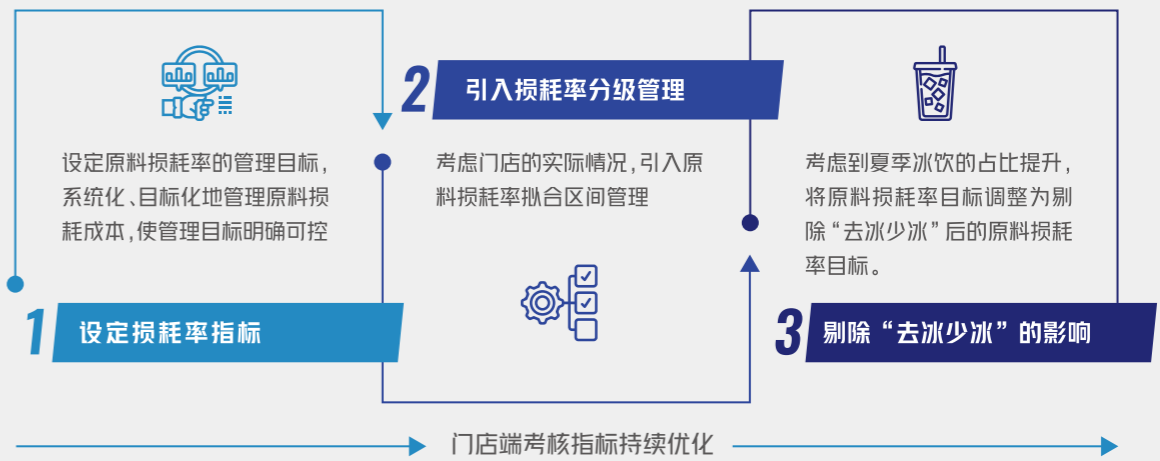 设定原料损耗率的管理目标，
系统化、目标化地管理原料损
耗成本，使管理目标明确可控
1 设定损耗率指标
2 引入损耗率分级管理
考虑门店的实际情况，引入原
料损耗率拟合区间管理
考虑到夏季冰饮的占比提升，
将原料损耗率目标调整为剔
除“去冰少冰”后的原料损耗
率目标。
3 剔除“去冰少冰”的影响
门店端考核指标持续优化